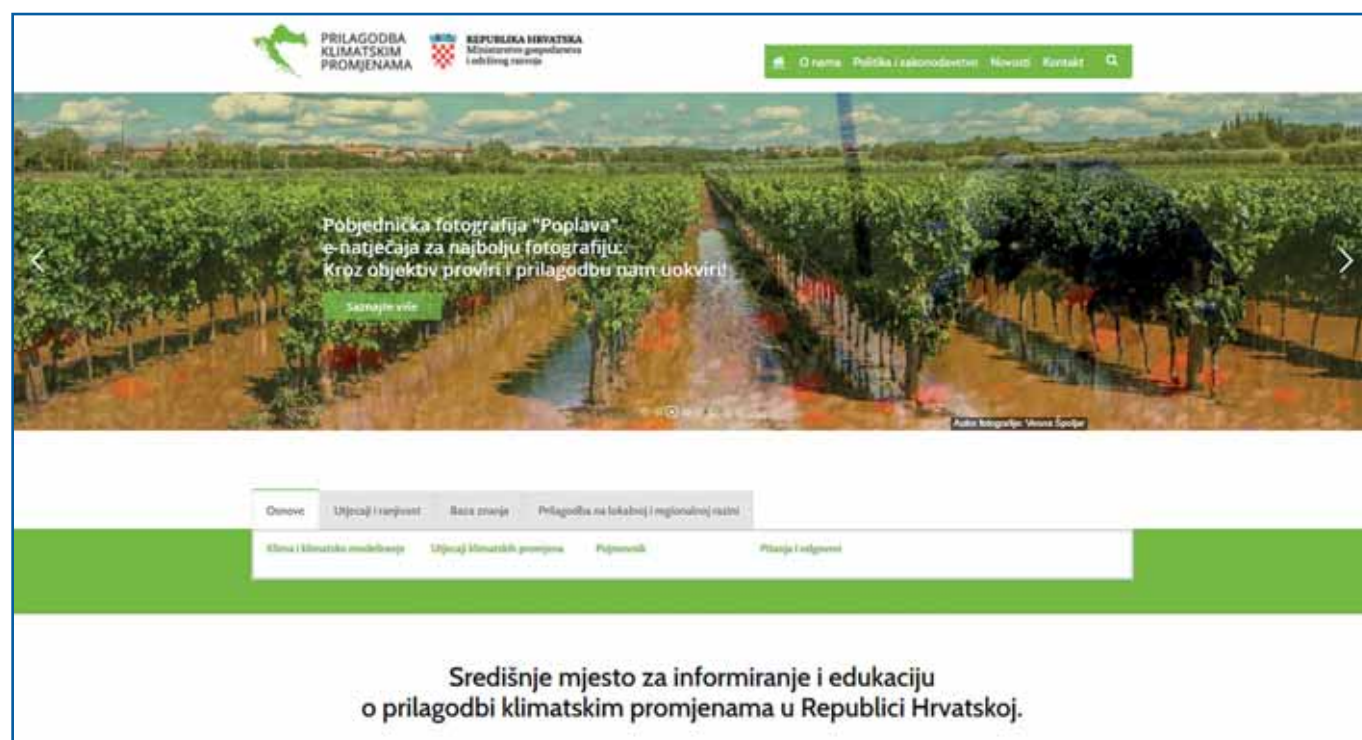 PRILAGODBA
KLIMATSKIM
PROMJENAMA
REPUBLIKA HRVATSKA
Ministarstvo gospodarstva
i održivog razvoja
O nama Politika i zakonodavstvo Novosti Kontakt
Pobjednička fotografija "Poplava"
e-natječaja za najbolju fotografiju:
Kroz objektiv proviri i prilagodbu nam uokviri!
Saznajte više
Autor fotografije: Vesna Špoljar
Osnove Utjecaji i ranjivost Baza znanja Prilagodba na lokalnoj i regionalnoj razini
Klima i klimatsko modeliranje Utjecaji klimatskih promjena Pojmovnik Pitanja i odgovori
Središnje mjesto za informiranje i edukaciju
o prilagodbi klimatskim promjenama u Republici Hrvatskoj.